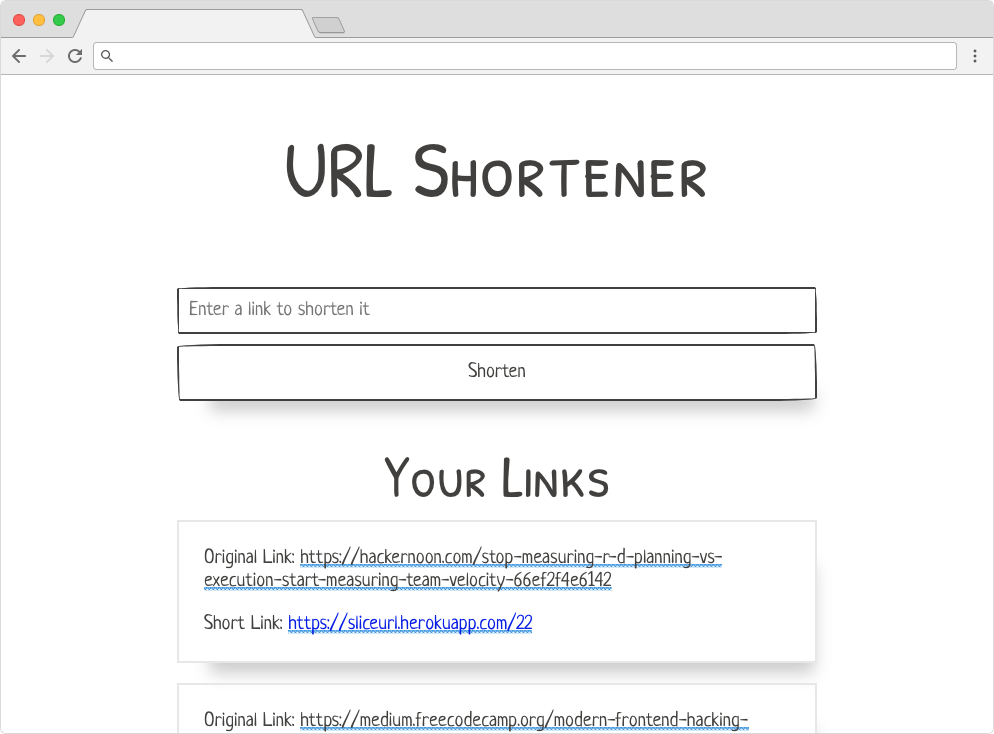 URL Shortener
Enter a link to shorten it
Shorten
Your Links
Original Link: https://hackernoon.com/stop-measuring-r-d-planning-vs-
execution-start-measuring-team-velocity-66ef2f4e6142
Short Link: https://sliceurl.herokuapp.com/22
Original Link: https://medium.freecodecamp.org/modern-frontend-hacking-